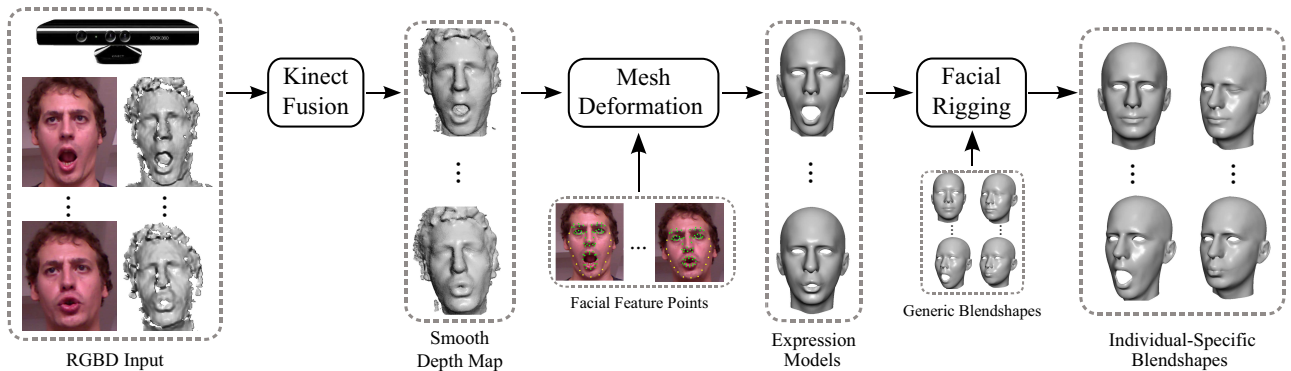 XBOX 360
Kinect
Fusion
Mesh
Deformation
Facial
Rigging
...
Facial Feature Points
Generic Blendshapes
RGBD Input
Smooth
Depth Map
Expression
Models
Individual-Specific
Blendshapes